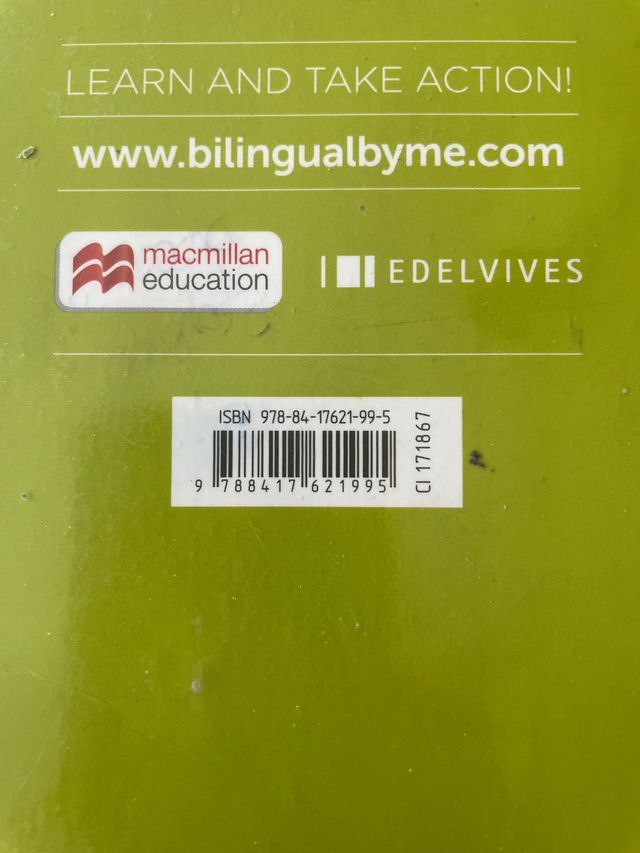 LEARN AND TAKE ACTION!
www.bilingualbyme.com
macmillan
education
EDELVIVES
ISBN 978-84-17621-99-5
9 788417 621995
CI 171867